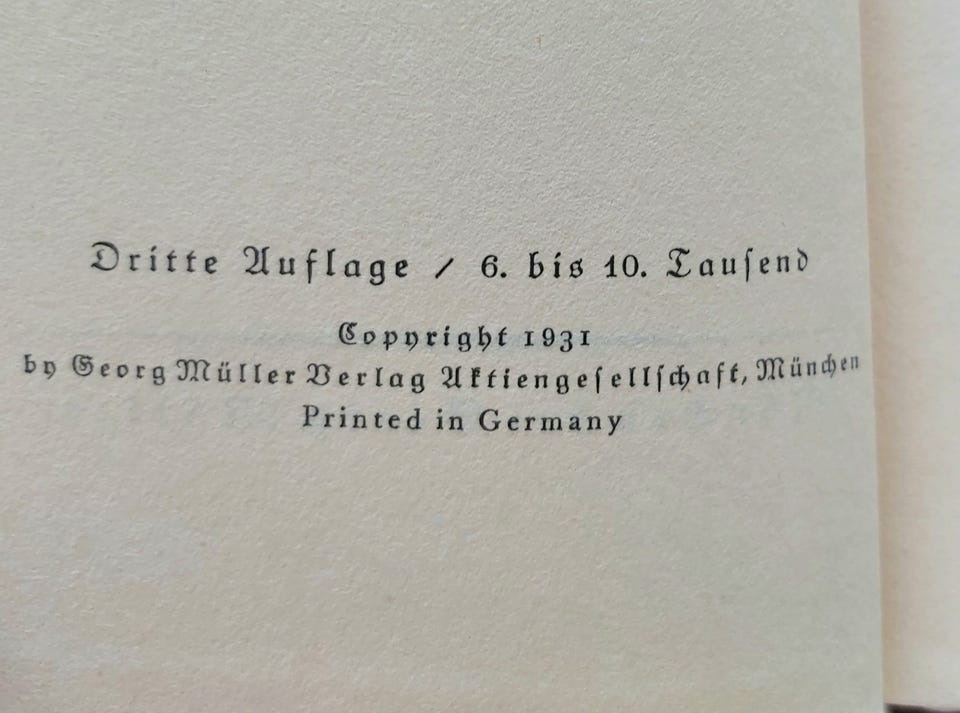 Dritte Auflage / 6. bis 10. Tauſend
Copyright 1931
by Georg Müller Verlag Aktiengeſellſchaft, München
Printed in Germany